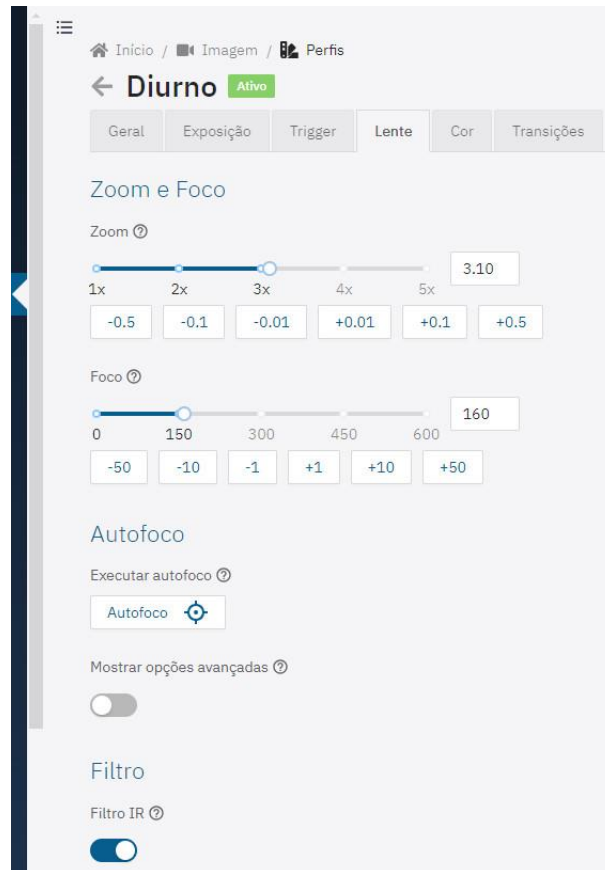 Início / Imagem / Perfis
Diurno Ativo
Geral Exposição Trigger Lente Cor Transições
Zoom e Foco
Zoom
3.10
1x 2x 3x 4x 5x
-0.5 -0.1 -0.01 +0.01 +0.1 +0.5
Foco
160
0 150 300 450 600
-50 -10 -1 +1 +10 +50
Autofoco
Executar autofoco
Autofoco
Mostrar opções avançadas
Filtro
Filtro IR